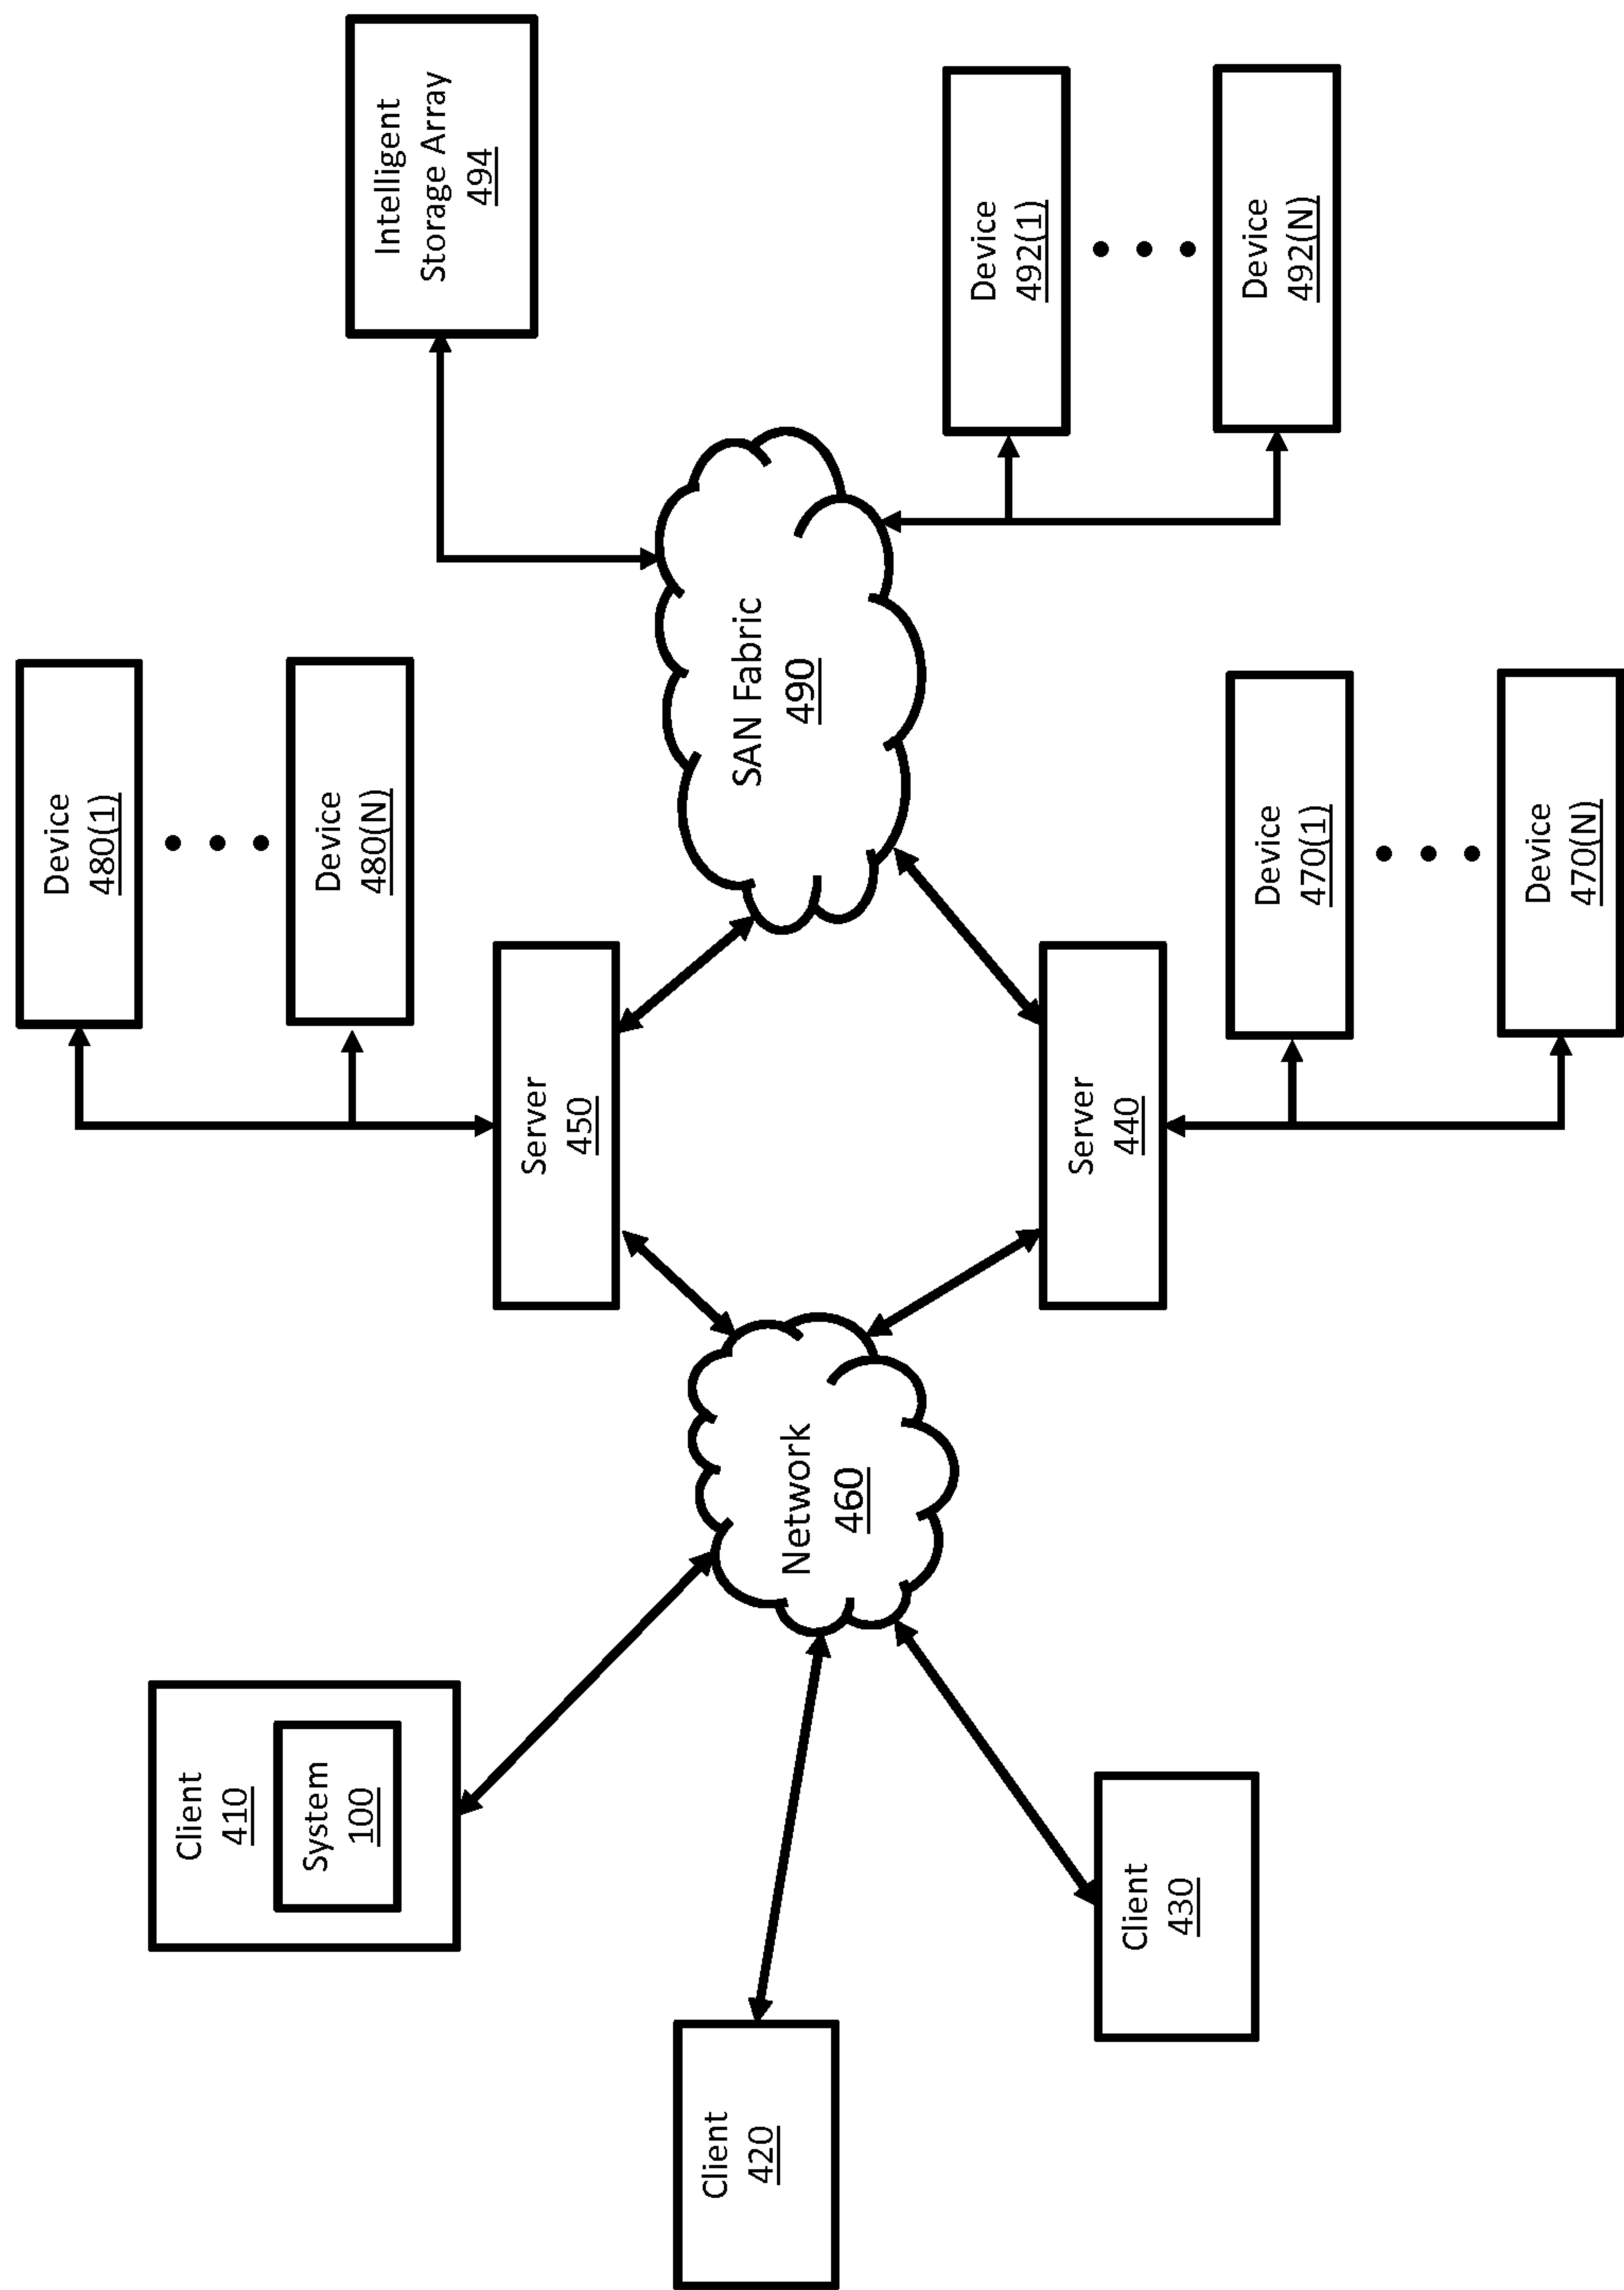 Client
410
System
100
Client
420
Client
430
Network
460
Server
450
Server
440
Device
480(1)
Device
480(N)
Device
470(1)
Device
470(N)
SAN Fabric
490
Intelligent
Storage Array
494
Device
492(1)
Device
492(N)